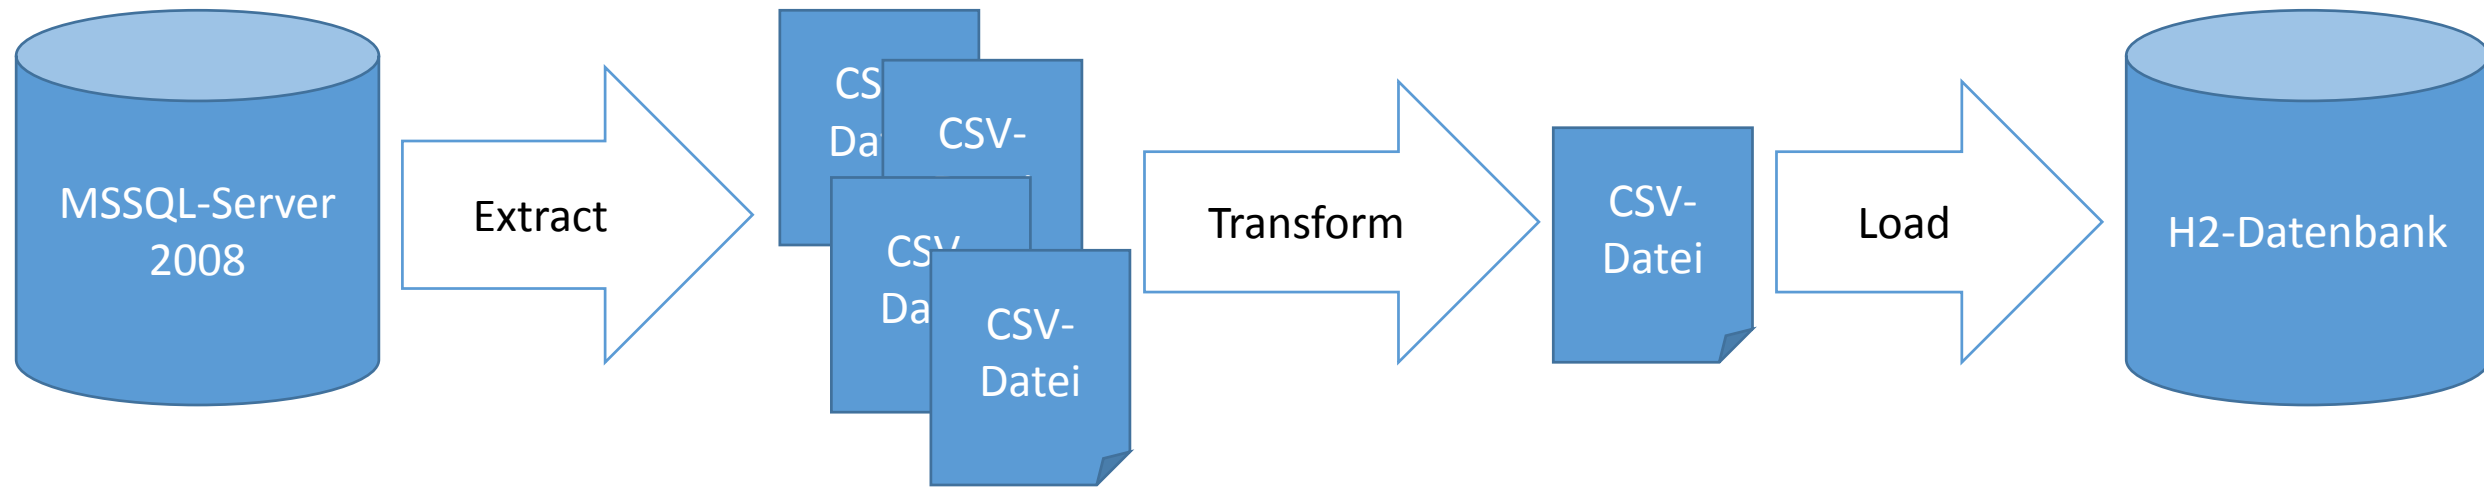 MSSQL-Server
2008
Extract
CS
Da
CSV-
CSV
Da
CSV-
Datei
Transform
CSV-
Datei
Load
H2-Datenbank